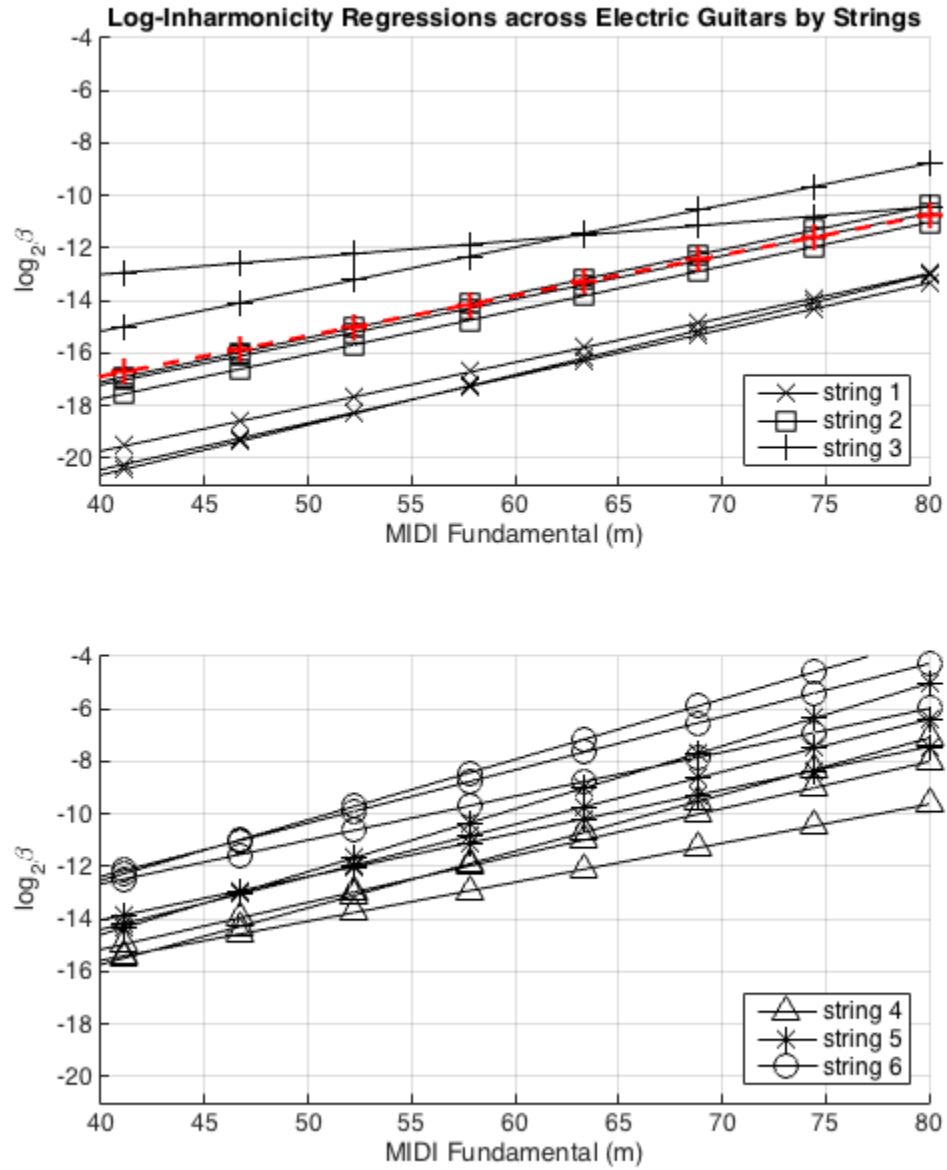 Log-Inharmonicity Regressions across Electric Guitars by Strings
-4
-6
-8
-10
-12
-14
-16
-18
-20
log₂β
40 45 50 55 60 65 70 75 80
MIDI Fundamental (m)
string 1
string 2
string 3
-4
-6
-8
-10
-12
-14
-16
-18
-20
log₂β
40 45 50 55 60 65 70 75 80
MIDI Fundamental (m)
string 4
string 5
string 6